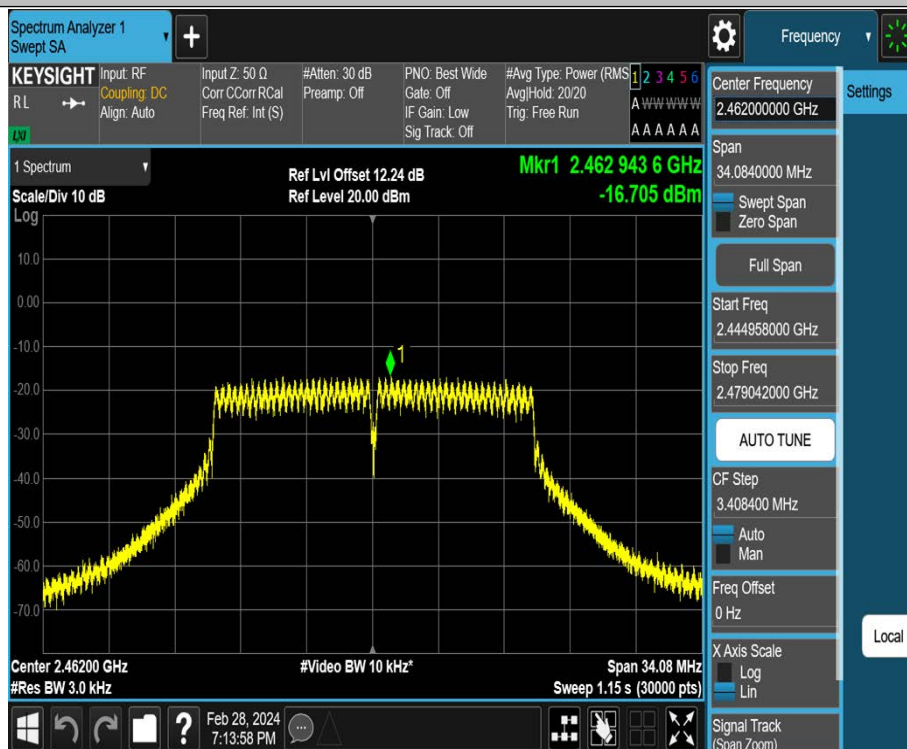 Spectrum Analyzer 1
Swept SA
+
Frequency
KEYSIGHT
RL
LXI
Input: RF
Coupling: DC
Align: Auto
Input Z: 50 Ω
Corr CCorr RCal
Freq Ref: Int (S)
#Atten: 30 dB
Preamp: Off
PNO: Best Wide
Gate: Off
IF Gain: Low
Sig Track: Off
#Avg Type: Power (RMS
Avg|Hold: 20/20
Trig: Free Run
1 2 3 4 5 6
A W W W W W
A A A A A A
1 Spectrum
Scale/Div 10 dB
Ref Lvl Offset 12.24 dB
Ref Level 20.00 dBm
Mkr1 2.462 943 6 GHz
-16.705 dBm
Log
10.0
0.00
-10.0
-20.0
-30.0
-40.0
-50.0
-60.0
-70.0
1
Center 2.46200 GHz
#Res BW 3.0 kHz
#Video BW 10 kHz*
Span 34.08 MHz
Sweep 1.15 s (30000 pts)
?
Feb 28, 2024
7:13:58 PM
Center Frequency
2.462000000 GHz
Span
34.0840000 MHz
Swept Span
Zero Span
Full Span
Start Freq
2.444958000 GHz
Stop Freq
2.479042000 GHz
AUTO TUNE
CF Step
3.408400 MHz
Auto
Man
Freq Offset
0 Hz
X Axis Scale
Log
Lin
Signal Track
(Span Zoom)
Settings
Local